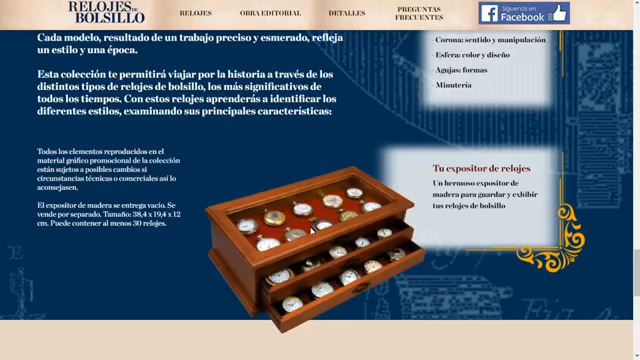 RELOJES DE
BOLSILLO
RELOJES
OBRA EDITORIAL
DETALLES
PREGUNTAS
FRECUENTES
Síguenos en
Facebook
Cada modelo, resultado de un trabajo preciso y esmerado, refleja
un estilo y una época.
Esta colección te permitirá viajar por la historia a través de los
distintos tipos de relojes de bolsillo, los más significativos de
todos los tiempos. Con estos relojes aprenderás a identificar los
diferentes estilos, examinando sus principales características:
· Corona: sentido y manipulación
· Esfera: color y diseño
· Agujas: formas
· Minutería
Todos los elementos reproducidos en el
material gráfico promocional de la colección
están sujetos a posibles cambios si
circunstancias técnicas o comerciales así lo
aconsejasen.
El expositor de madera se entrega vacío. Se
vende por separado. Tamaño: 38,4 x 19,4 x 12
cm. Puede contener al menos 30 relojes.
Tu expositor de relojes
Un hermoso expositor de
madera para guardar y exhibir
tus relojes de bolsillo
Fig. 4